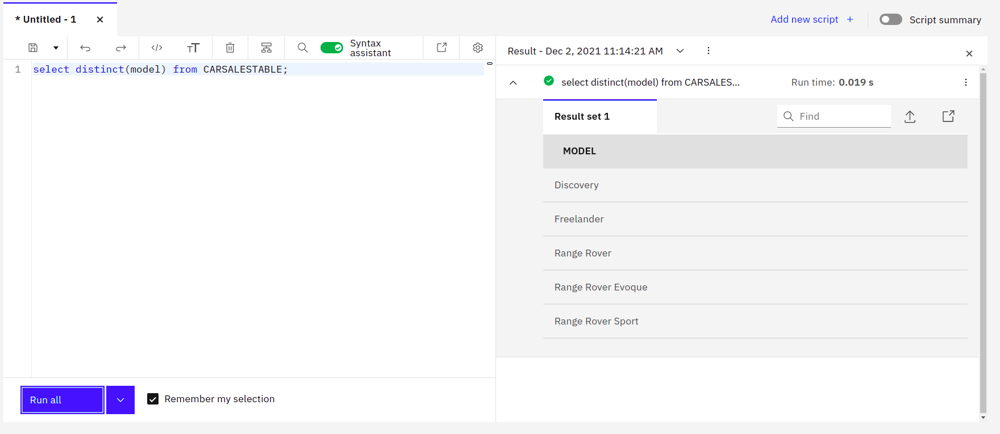 * Untitled - 1
Add new script +
Script summary
Syntax
assistant
Result - Dec 2, 2021 11:14:21 AM
1 select distinct(model) from CARSALESTABLE;
select distinct(model) from CARSALES...
Run time: 0.019 s
Result set 1
Find
MODEL
Discovery
Freelander
Range Rover
Range Rover Evoque
Range Rover Sport
Run all
Remember my selection